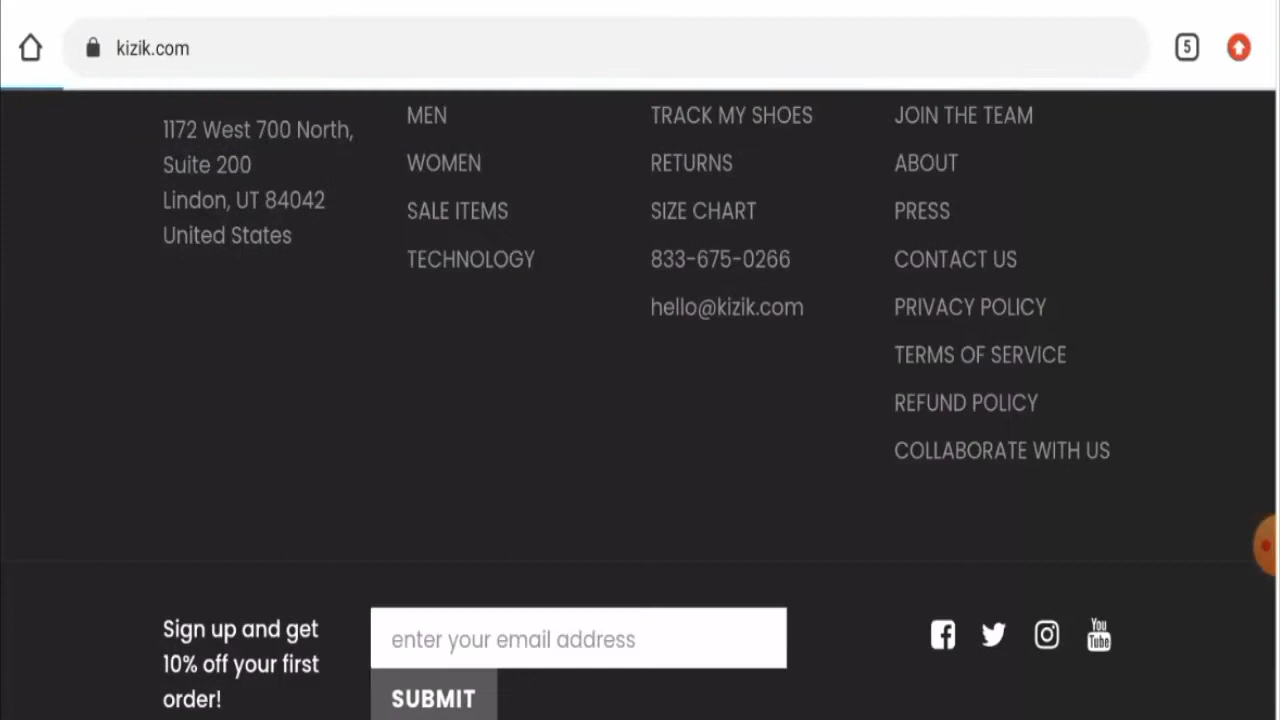 kizik.com
5
1172 West 700 North,
Suite 200
Lindon, UT 84042
United States
MEN
WOMEN
SALE ITEMS
TECHNOLOGY
TRACK MY SHOES
RETURNS
SIZE CHART
833-675-0266
hello@kizik.com
JOIN THE TEAM
ABOUT
PRESS
CONTACT US
PRIVACY POLICY
TERMS OF SERVICE
REFUND POLICY
COLLABORATE WITH US
Sign up and get
10% off your first
order!
enter your email address
SUBMIT
You
Tube